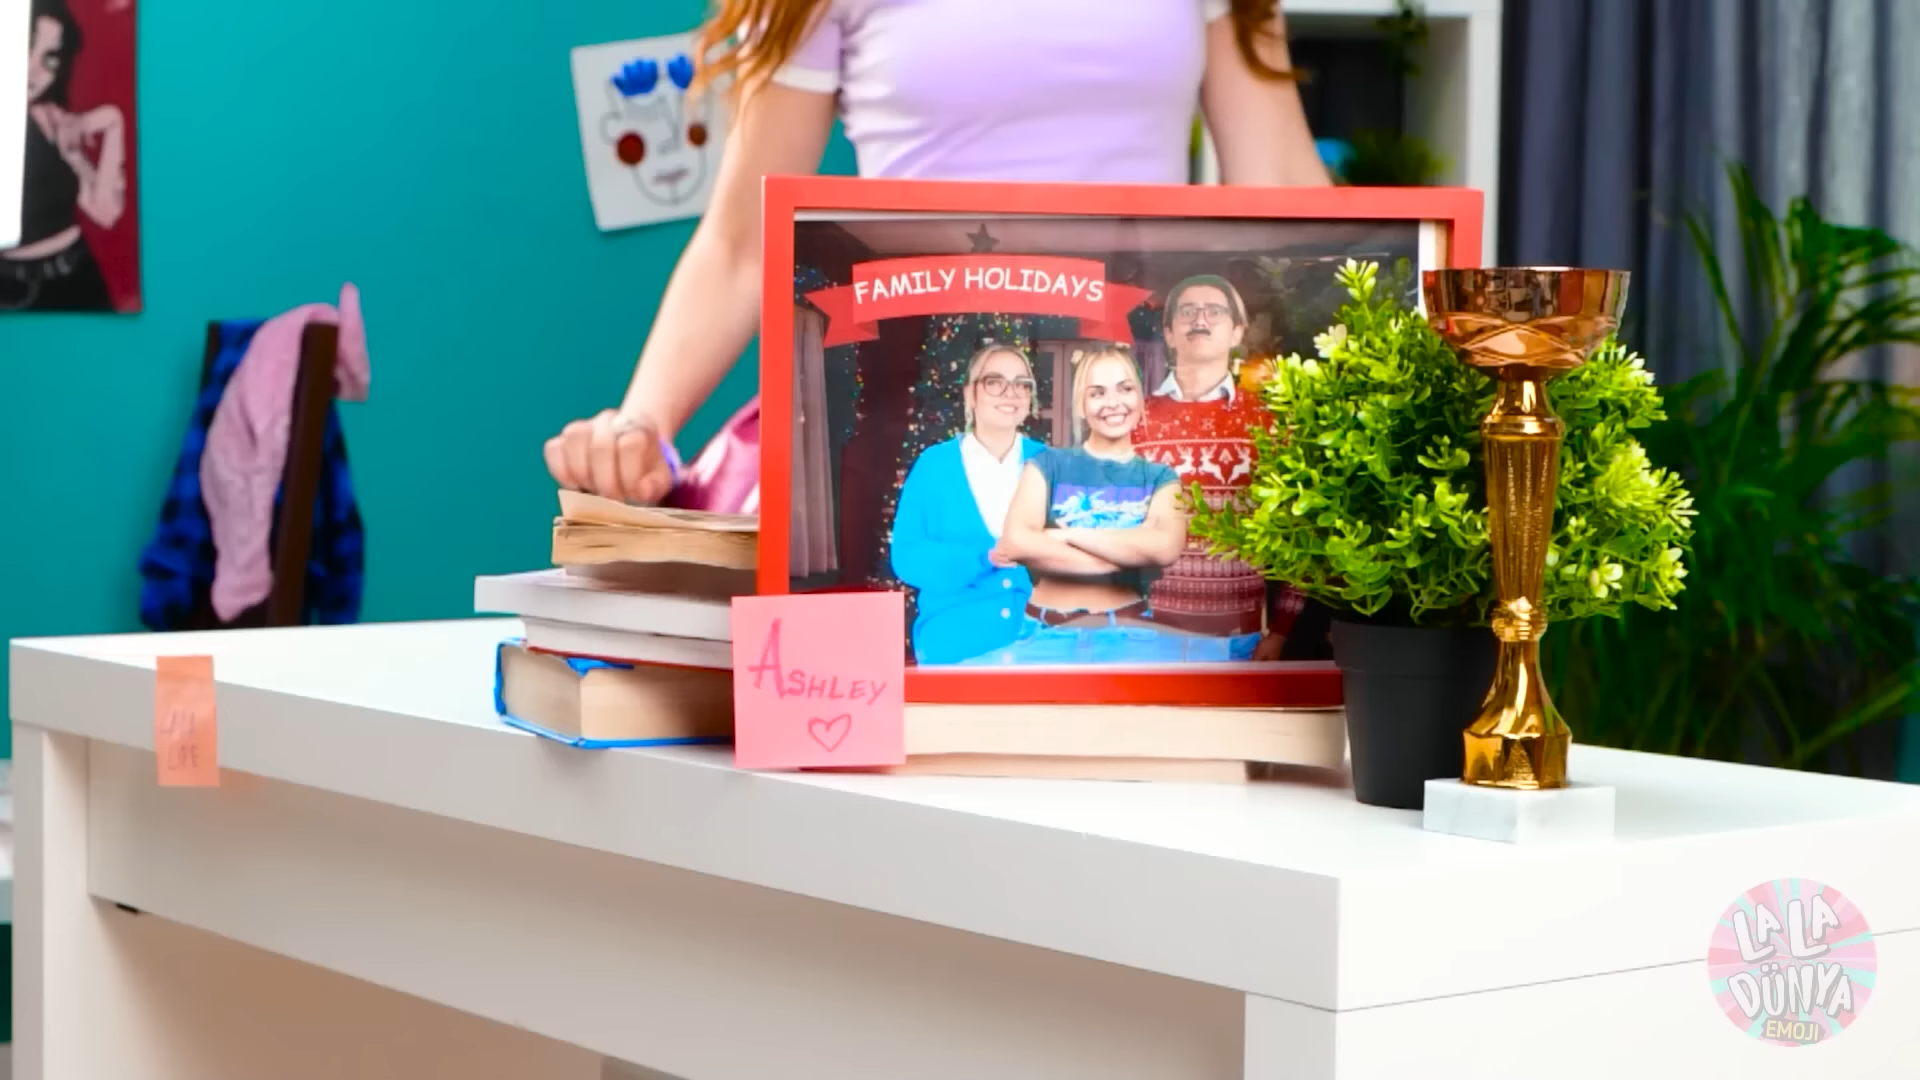 FAMILY HOLIDAYS
ASHLEY
LA LA
DÜNYA
EMOJI